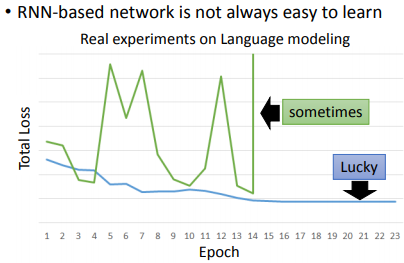 • RNN-based network is not always easy to learn
Real experiments on Language modeling
Total Loss
sometimes
Lucky
1 2 3 4 5 6 7 8 9 10 11 12 13 14 15 16 17 18 19 20 21 22 23
Epoch